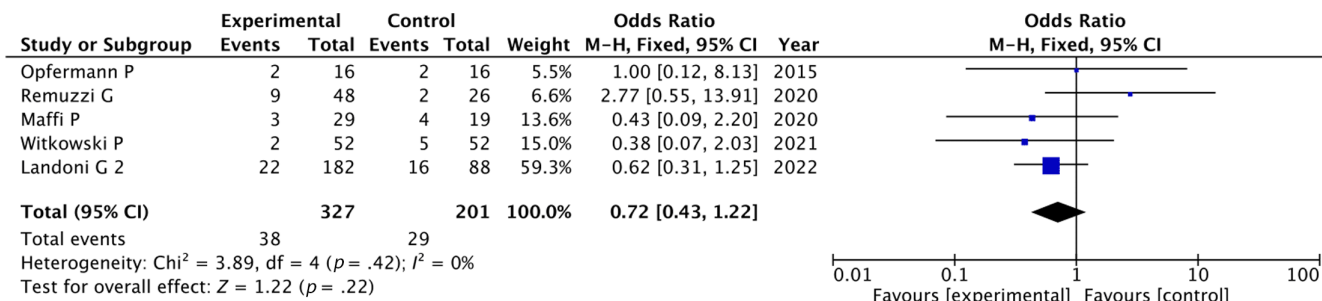 Experimental Control Odds Ratio Odds Ratio
Study or Subgroup Events Total Events Total Weight M-H, Fixed, 95% CI Year M-H, Fixed, 95% CI
Opfermann P 2 16 2 16 5.5% 1.00 [0.12, 8.13] 2015
Remuzzi G 9 48 2 26 6.6% 2.77 [0.55, 13.91] 2020
Maffi P 3 29 4 19 13.6% 0.43 [0.09, 2.20] 2020
Witkowski P 2 52 5 52 15.0% 0.38 [0.07, 2.03] 2021
Landoni G 2 22 182 16 88 59.3% 0.62 [0.31, 1.25] 2022
Total (95% CI) 327 201 100.0% 0.72 [0.43, 1.22]
Total events 38 29
Heterogeneity: Chi² = 3.89, df = 4 (p = .42); I² = 0%
Test for overall effect: Z = 1.22 (p = .22)
0.01 0.1 1 10 100
Favours [experimental] Favours [control]